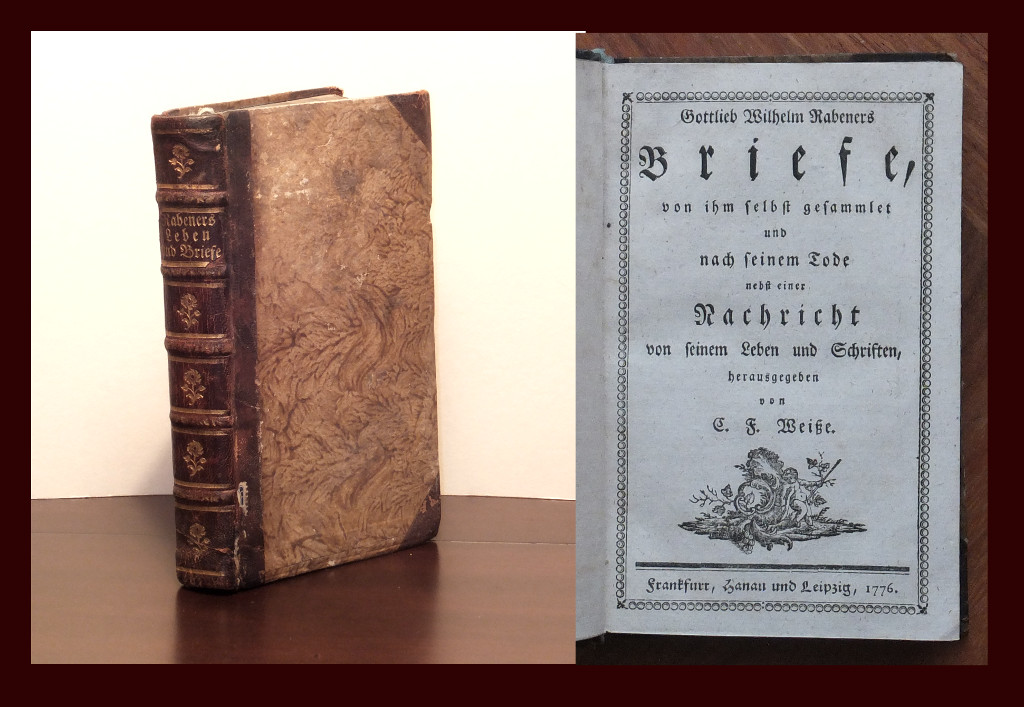 Rabeners
Leben
und Briefe
Gottlieb Wilhelm Rabeners
Briefe,
von ihm selbst gesammlet
und
nach seinem Tode
nebst einer
Nachricht
von seinem Leben und Schriften,
herausgegeben
von
C. F. Weiße.
Frankfurt, Hanau und Leipzig, 1776.